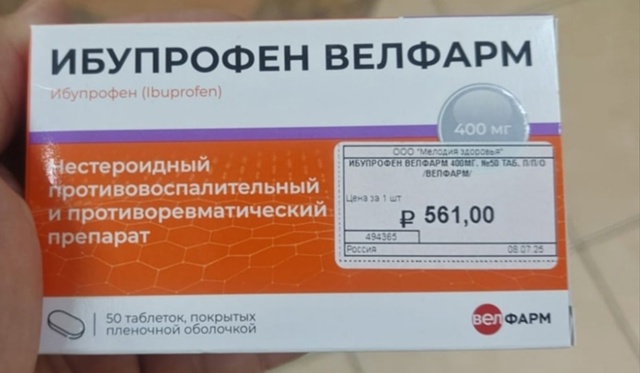 ИБУПРОФЕН ВЕЛФАРМ
Ибупрофен (Ibuprofen)
400 мг
Нестероидный
противовоспалительный
и противоревматический
препарат
ООО "Мелодия здоровья"
ИБУПРОФЕН ВЕЛФАРМ 400МГ. №50 ТАБ. П/П/О
/ВЕЛФАРМ/
Цена за 1 шт
₽ 561,00
494365
Россия 08.07.25
50 таблеток, покрытых
пленочной оболочкой
велФАРМ